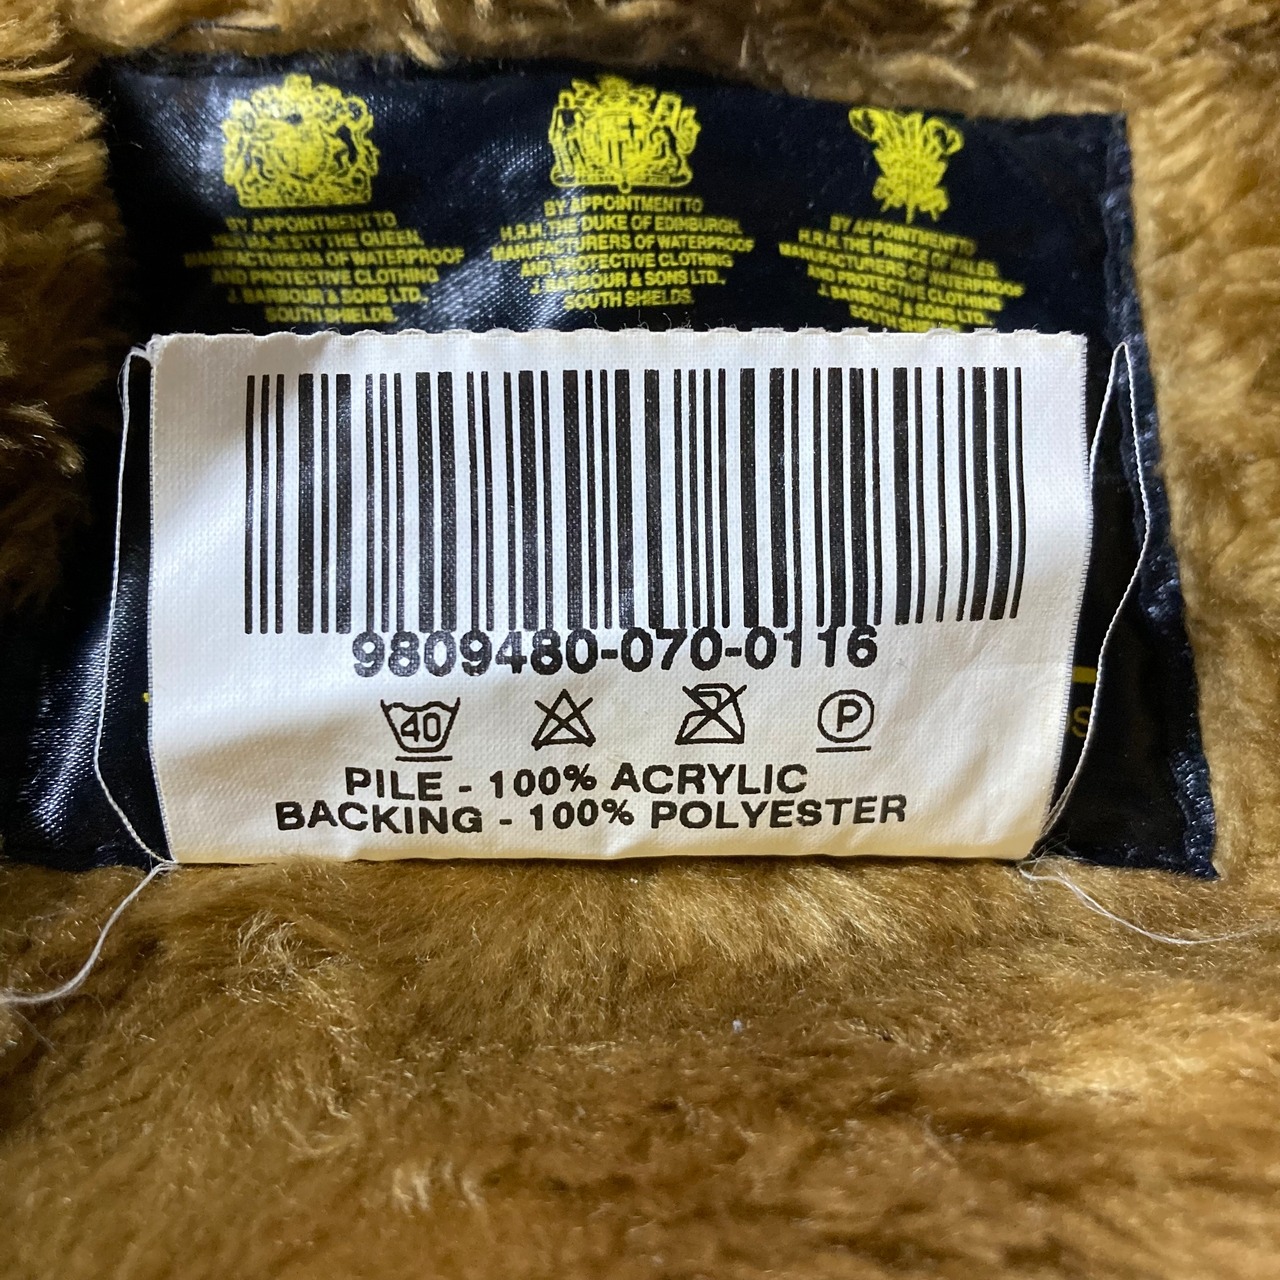 BY APPOINTMENT TO
HER MAJESTY THE QUEEN,
MANUFACTURERS OF WATERPROOF
AND PROTECTIVE CLOTHING
J. BARBOUR & SONS LTD.,
SOUTH SHIELDS.
BY APPOINTMENT TO
H.R.H. THE DUKE OF EDINBURGH,
MANUFACTURERS OF WATERPROOF
AND PROTECTIVE CLOTHING
J. BARBOUR & SONS LTD.,
SOUTH SHIELDS.
BY APPOINTMENT TO
H.R.H. THE PRINCE OF WALES,
MANUFACTURERS OF WATERPROOF
AND PROTECTIVE CLOTHING
J. BARBOUR & SONS LTD.,
SOUTH SHIELDS
9809480-070-0116
40 P
PILE - 100% ACRYLIC
BACKING - 100% POLYESTER